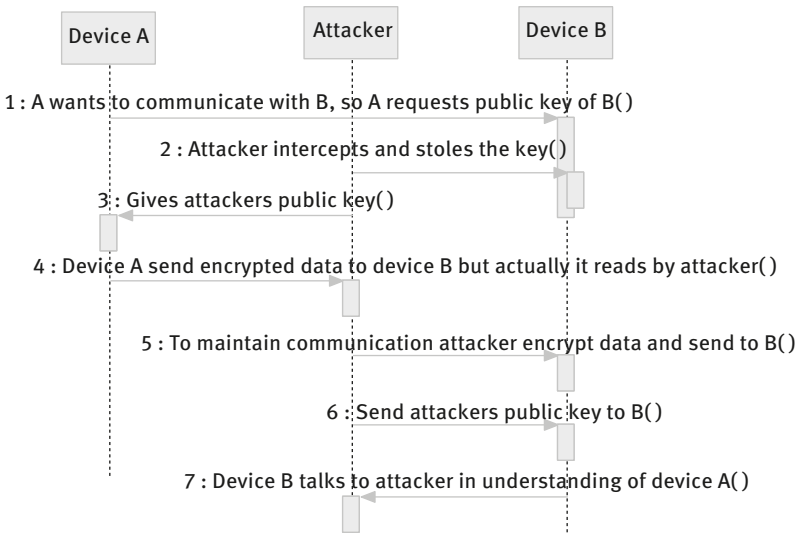 Device A
Attacker
Device B
1 : A wants to communicate with B, so A requests public key of B()
2 : Attacker intercepts and stoles the key()
3 : Gives attackers public key()
4 : Device A send encrypted data to device B but actually it reads by attacker()
5 : To maintain communication attacker encrypt data and send to B()
6 : Send attackers public key to B()
7 : Device B talks to attacker in understanding of device A()